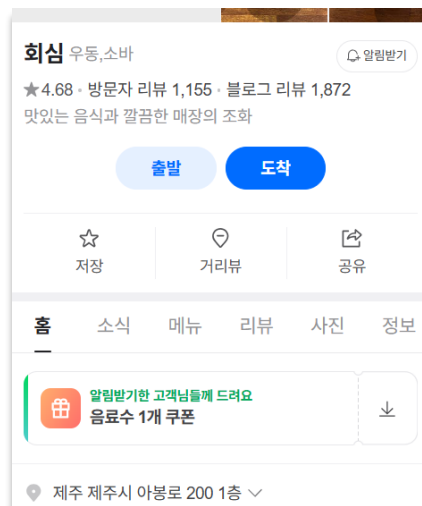 회심 우동,소바
알림받기
★4.68 · 방문자 리뷰 1,155 · 블로그 리뷰 1,872
맛있는 음식과 깔끔한 매장의 조화
출발 도착
저장 거리뷰 공유
홈 소식 메뉴 리뷰 사진 정보
알림받기한 고객님들께 드려요
음료수 1개 쿠폰
제주 제주시 아봉로 200 1층